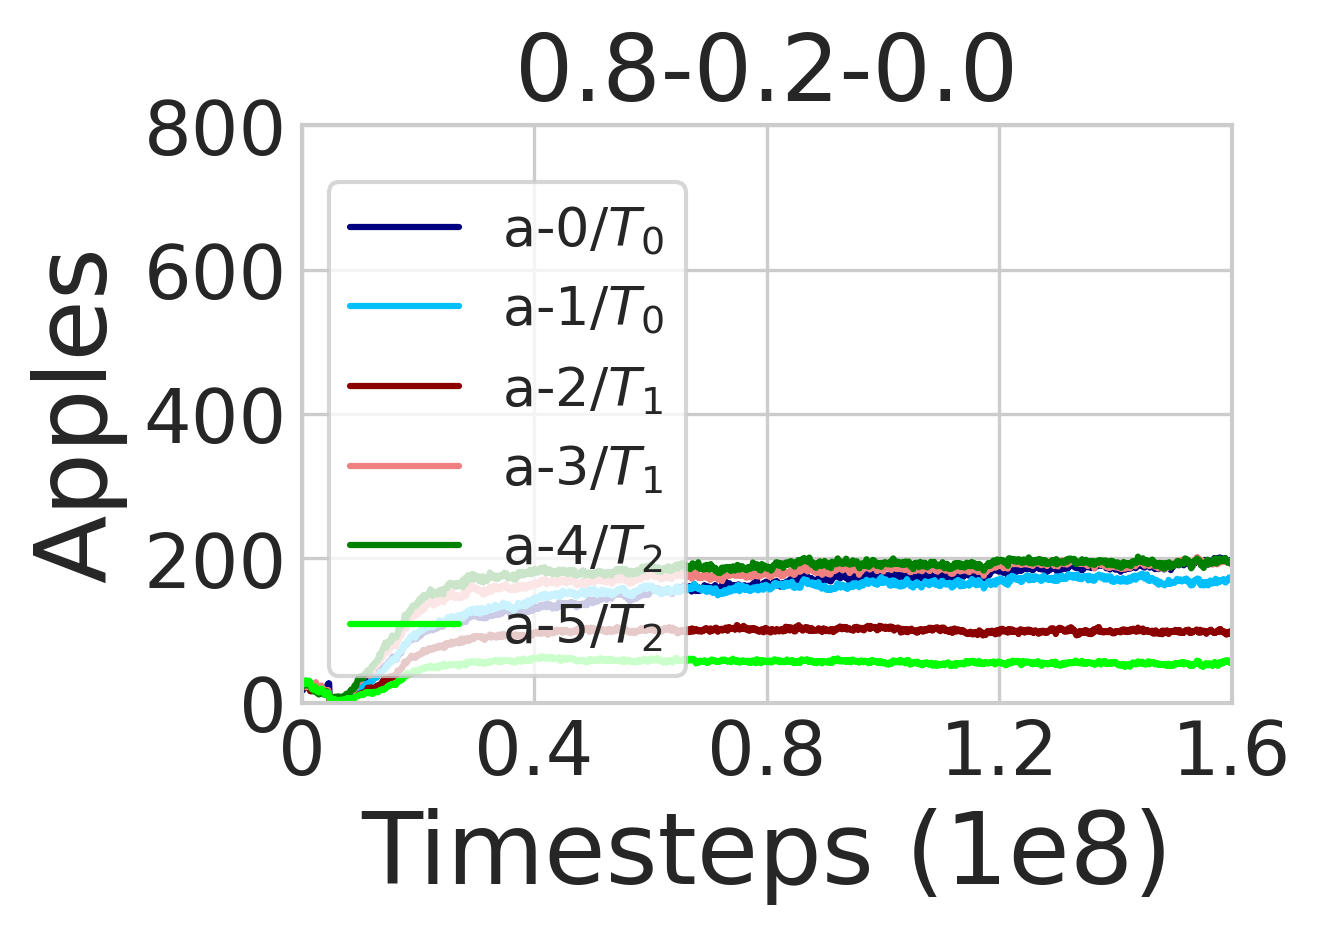 0.8-0.2-0.0
800
600
400
200
0
Apples
a-0/T₀
a-1/T₀
a-2/T₁
a-3/T₁
a-4/T₂
a-5/T₂
0 0.4 0.8 1.2 1.6
Timesteps (1e8)